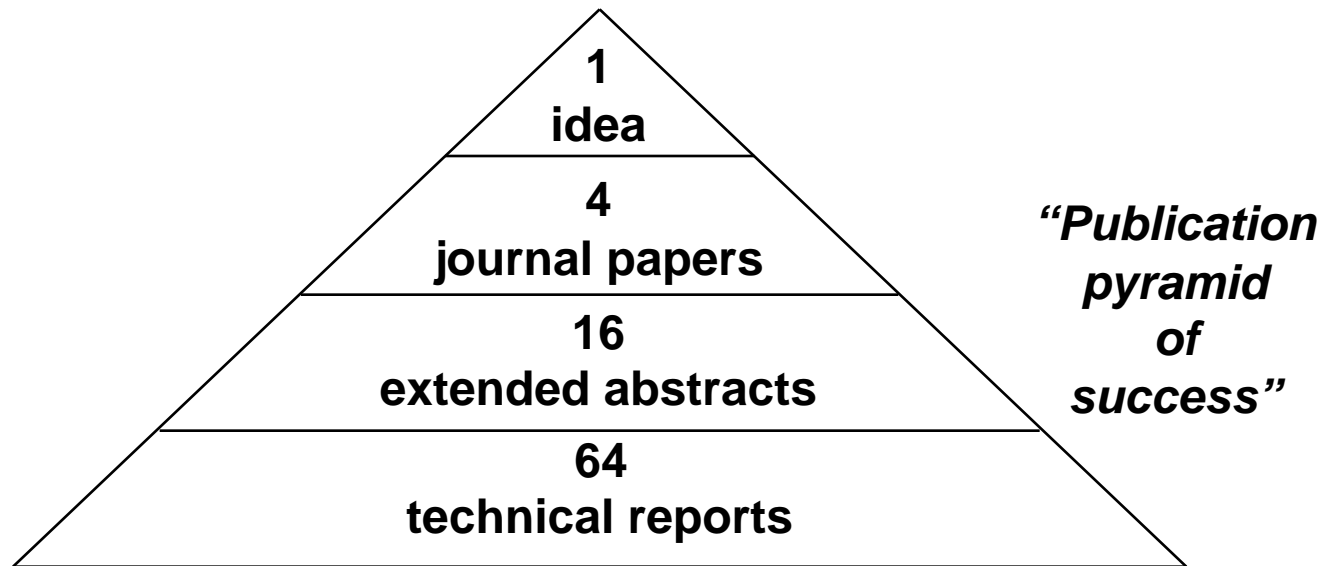 1
idea
4
journal papers
16
extended abstracts
64
technical reports
“Publication
pyramid
of
success”